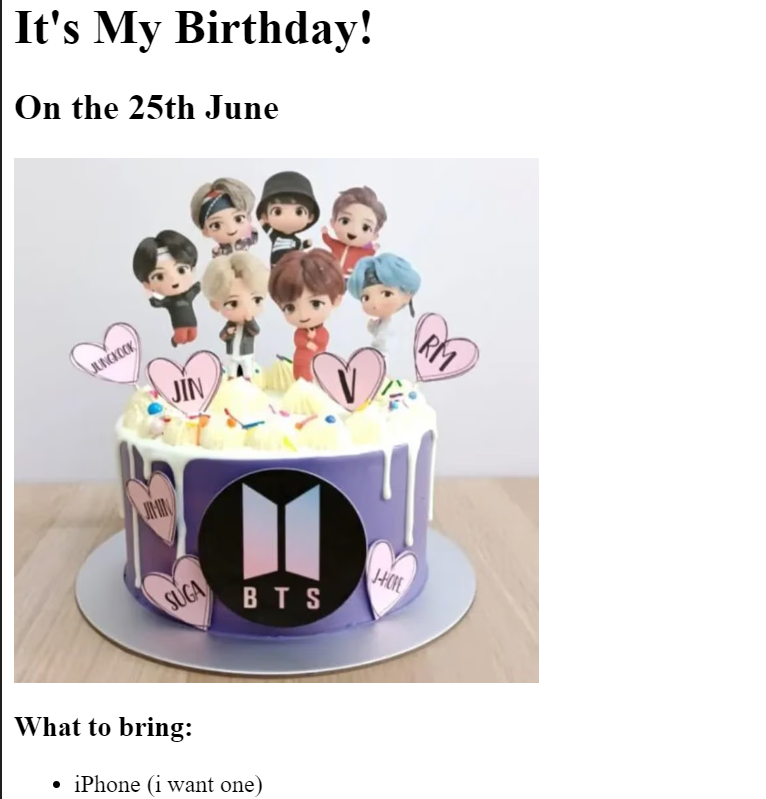 It's My Birthday!
On the 25th June
JUNGKOOK
JIN
V
RM
JIMIN
SUGA
J-HOPE
BTS
What to bring:
iPhone (i want one)